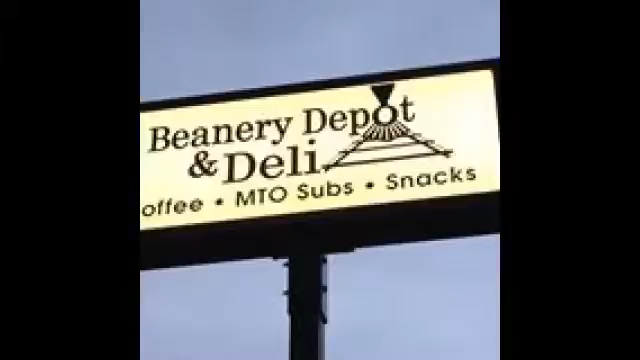 Beanery Depot
& Deli
offee • MTO Subs • Snacks